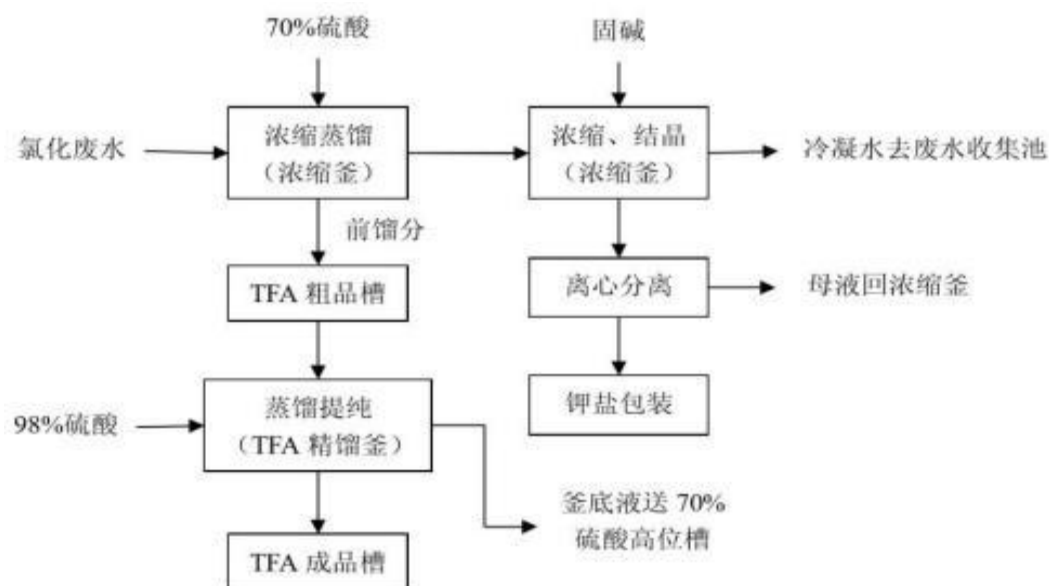 70%硫酸
固碱
氯化废水
浓缩蒸馏
（浓缩釜）
浓缩、结晶
（浓缩釜）
冷凝水去废水收集池
前馏分
TFA 粗品槽
离心分离
母液回浓缩釜
98%硫酸
蒸馏提纯
（TFA 精馏釜）
钾盐包装
釜底液送 70%
硫酸高位槽
TFA 成品槽